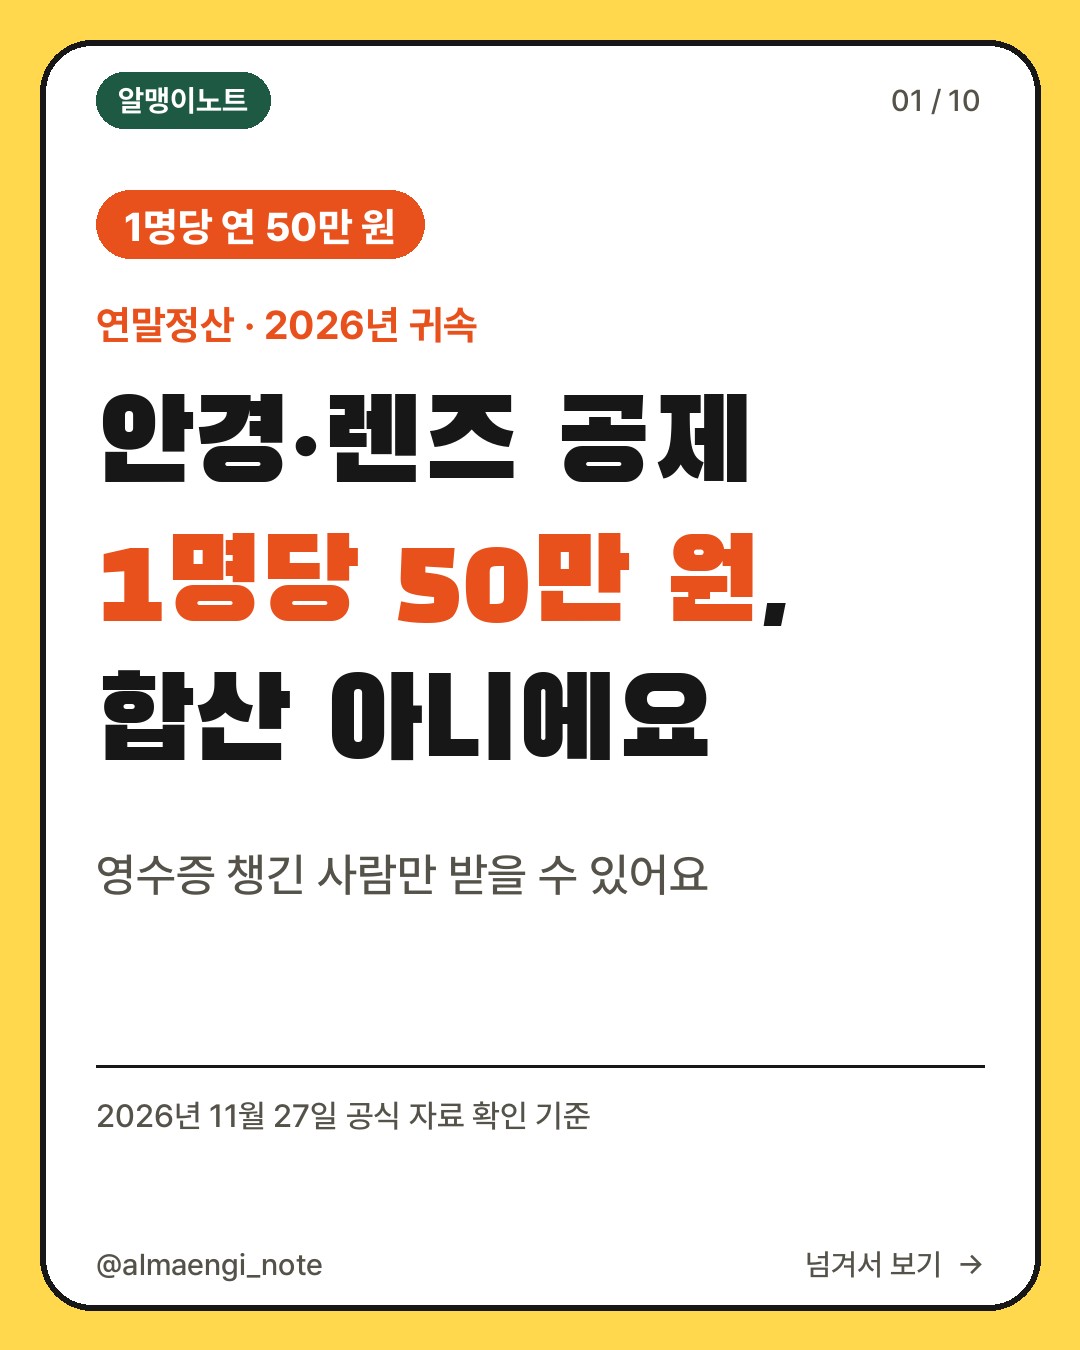 알맹이노트
01 / 10
1명당 연 50만 원
연말정산 · 2026년 귀속
안경·렌즈 공제
1명당 50만 원,
합산 아니에요
영수증 챙긴 사람만 받을 수 있어요
2026년 11월 27일 공식 자료 확인 기준
@almaengi_note
넘겨서 보기 →